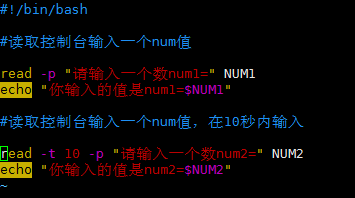 #!/bin/bash
#读取控制台输入一个num值
read -p "请输入一个数num1=" NUM1
echo "你输入的值是num1=$NUM1"
#读取控制台输入一个num值，在10秒内输入
read -t 10 -p "请输入一个数num2=" NUM2
echo "你输入的值是num2=$NUM2"
~